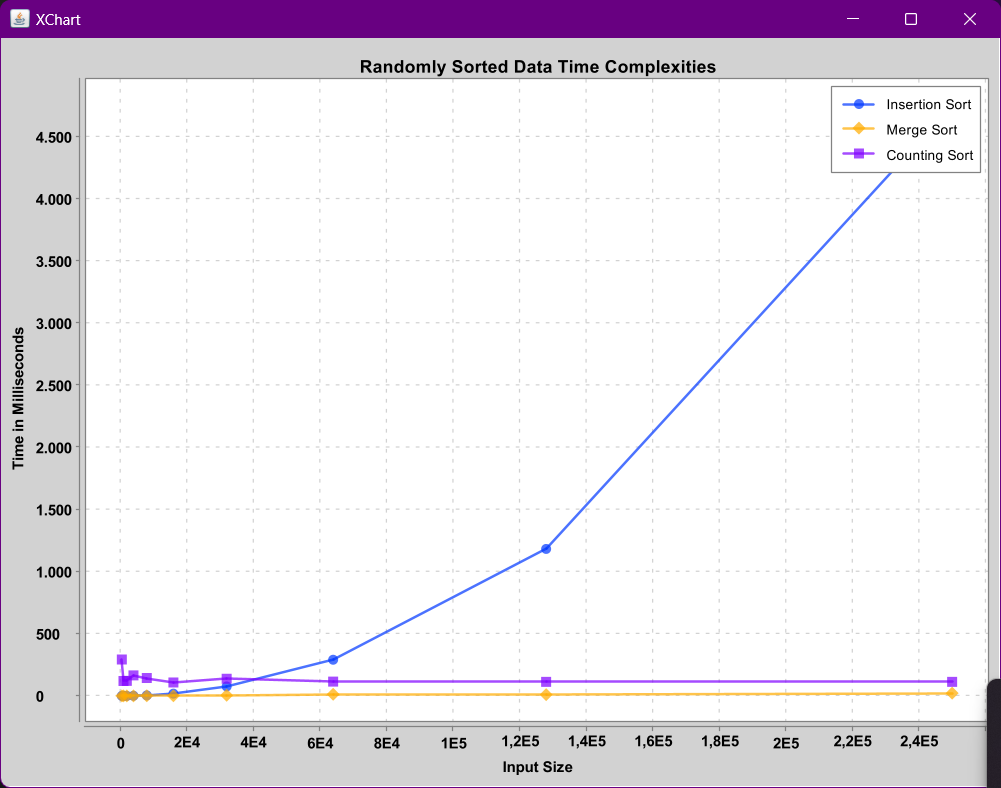 XChart
Randomly Sorted Data Time Complexities
Insertion Sort
Merge Sort
Counting Sort
Time in Milliseconds
4.500
4.000
3.500
3.000
2.500
2.000
1.500
1.000
500
0
0 2E4 4E4 6E4 8E4 1E5 1,2E5 1,4E5 1,6E5 1,8E5 2E5 2,2E5 2,4E5
Input Size